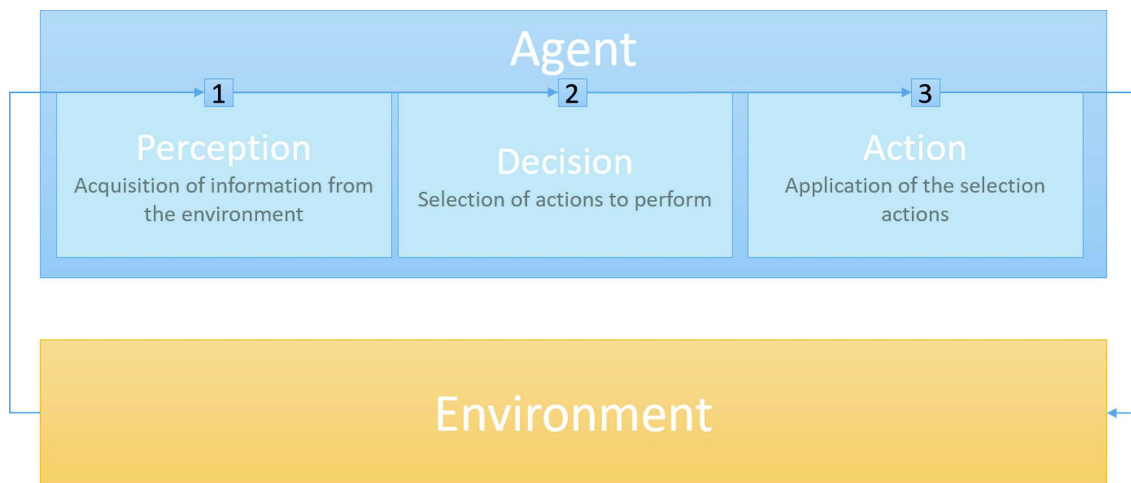 Agent
1
2
3
Perception
Acquisition of information from
the environment
Decision
Selection of actions to perform
Action
Application of the selection
actions
Environment